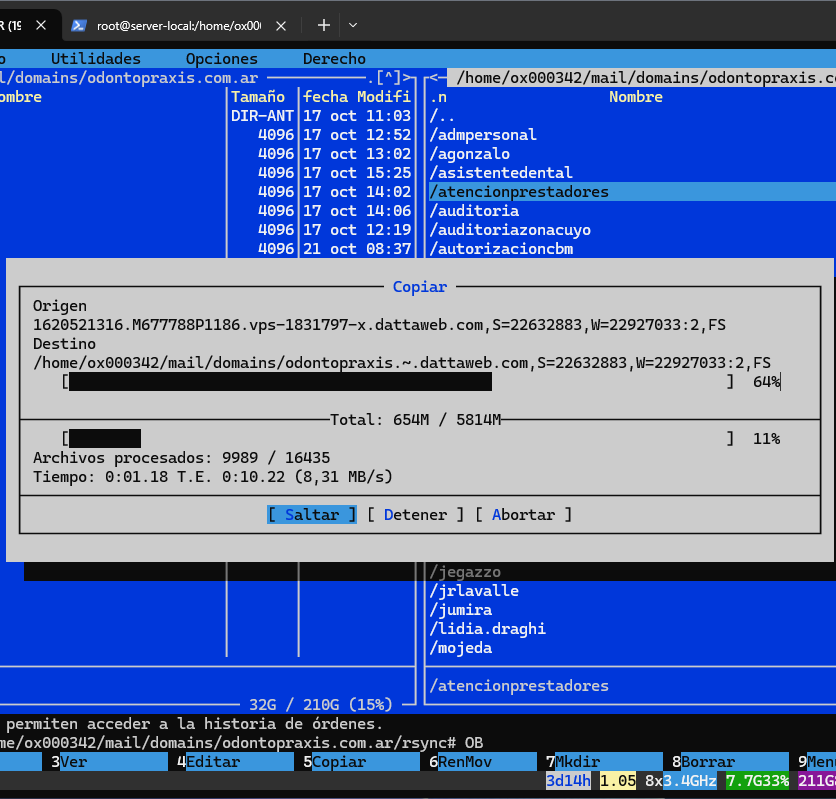 R (19
root@server-local:/home/ox000
o Utilidades Opciones Derecho
l/domains/odontopraxis.com.ar .[^]> <— /home/ox000342/mail/domains/odontopraxis.c
ombre Tamaño fecha Modifi .n Nombre
DIR-ANT 17 oct 11:03 /..
4096 17 oct 12:52 /admpersonal
4096 17 oct 13:02 /agonzalo
4096 17 oct 15:25 /asistentedental
4096 17 oct 14:02 /atencionprestadores
4096 17 oct 14:06 /auditoria
4096 17 oct 12:19 /auditoriazonacuyo
4096 21 oct 08:37 /autorizacioncbm
Copiar
Origen
1620521316.M677788P1186.vps-1831797-x.dattaweb.com,S=22632883,W=22927033:2,FS
Destino
/home/ox000342/mail/domains/odontopraxis.~.dattaweb.com,S=22632883,W=22927033:2,FS
[ ] 64%
Total: 654M / 5814M
[ ] 11%
Archivos procesados: 9989 / 16435
Tiempo: 0:01.18 T.E. 0:10.22 (8,31 MB/s)
[ Saltar ] [ Detener ] [ Abortar ]
/jegazzo
/jrlavalle
/jumira
/lidia.draghi
/mojeda
/atencionprestadores
32G / 210G (15%)
permiten acceder a la historia de órdenes.
me/ox000342/mail/domains/odontopraxis.com.ar/rsync# OB
3Ver 4Editar 5Copiar 6RenMov 7Mkdir 8Borrar 9Menú
3d14h 1.05 8x3.4GHz 7.7G33% 211G